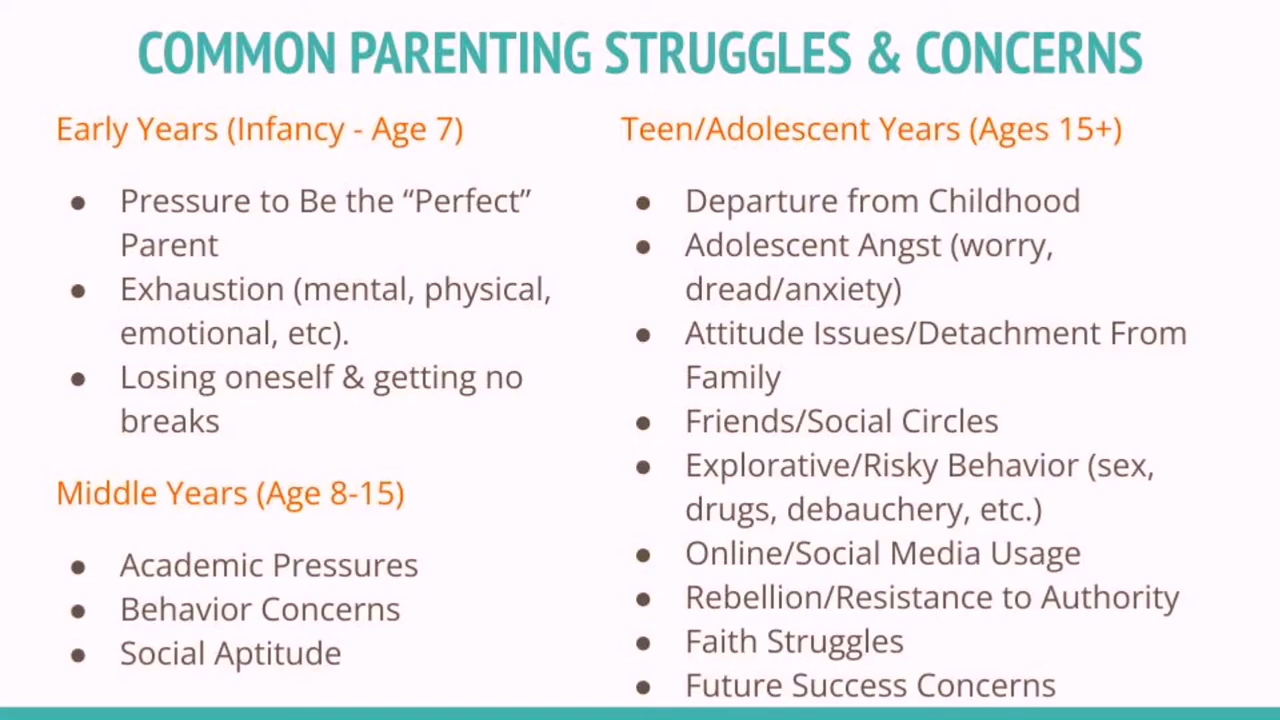 COMMON PARENTING STRUGGLES & CONCERNS
Early Years (Infancy - Age 7)
● Pressure to Be the “Perfect”
Parent
● Exhaustion (mental, physical,
emotional, etc).
● Losing oneself & getting no
breaks
Middle Years (Age 8-15)
● Academic Pressures
● Behavior Concerns
● Social Aptitude
Teen/Adolescent Years (Ages 15+)
● Departure from Childhood
● Adolescent Angst (worry,
dread/anxiety)
● Attitude Issues/Detachment From
Family
● Friends/Social Circles
● Explorative/Risky Behavior (sex,
drugs, debauchery, etc.)
● Online/Social Media Usage
● Rebellion/Resistance to Authority
● Faith Struggles
● Future Success Concerns